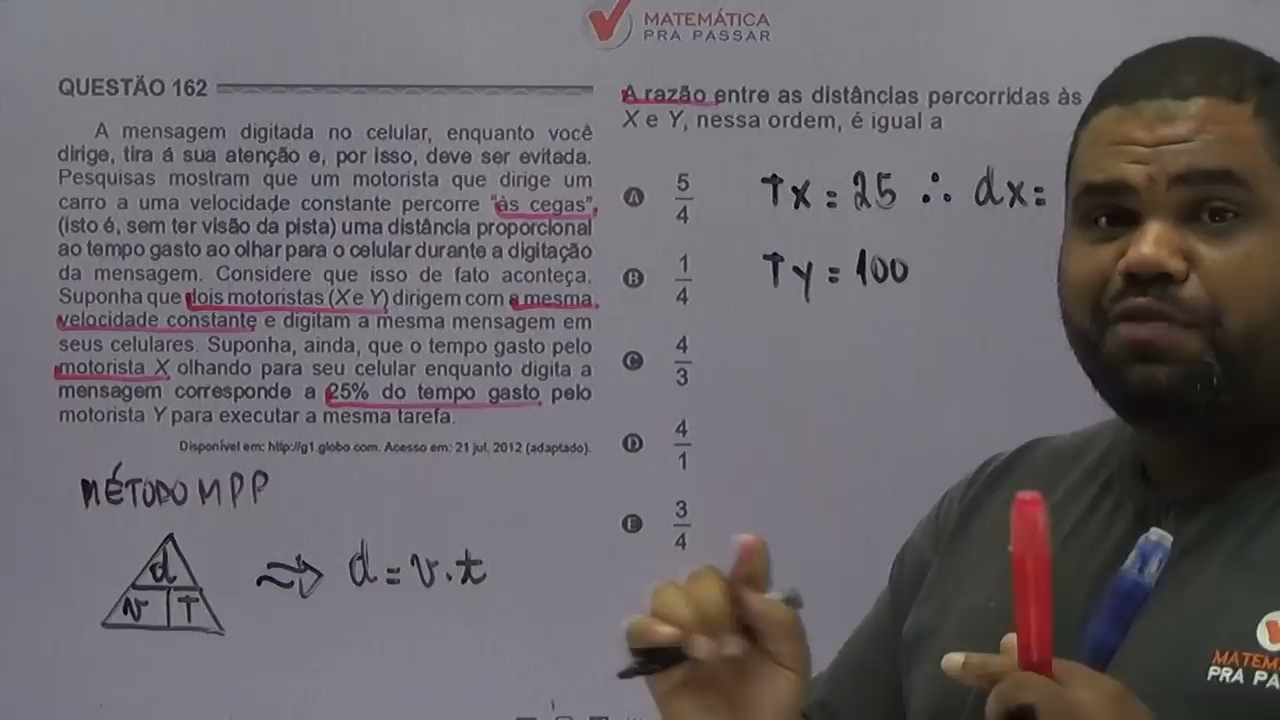 MATEMÁTICA
PRA PASSAR
QUESTÃO 162
A mensagem digitada no celular, enquanto você
dirige, tira á sua atenção e, por isso, deve ser evitada.
Pesquisas mostram que um motorista que dirige um
carro a uma velocidade constante percorre "às cegas"
(isto é, sem ter visão da pista) uma distância proporcional
ao tempo gasto ao olhar para o celular durante a digitação
da mensagem. Considere que isso de fato aconteça.
Suponha que dois motoristas (X e Y) dirigem com a mesma
velocidade constante e digitam a mesma mensagem em
seus celulares. Suponha, ainda, que o tempo gasto pelo
motorista X olhando para seu celular enquanto digita a
mensagem corresponde a 25% do tempo gasto pelo
motorista Y para executar a mesma tarefa.
Disponível em: http://g1.globo.com. Acesso em: 21 jul. 2012 (adaptado).
MÉTODO MPP
d
v T
⇒ d = v.t
A razão entre as distâncias percorridas às
X e Y, nessa ordem, é igual a
A 5/4
B 1/4
C 4/3
D 4/1
E 3/4
TX = 25 ∴ dx =
TY = 100
MATEM
PRA PA